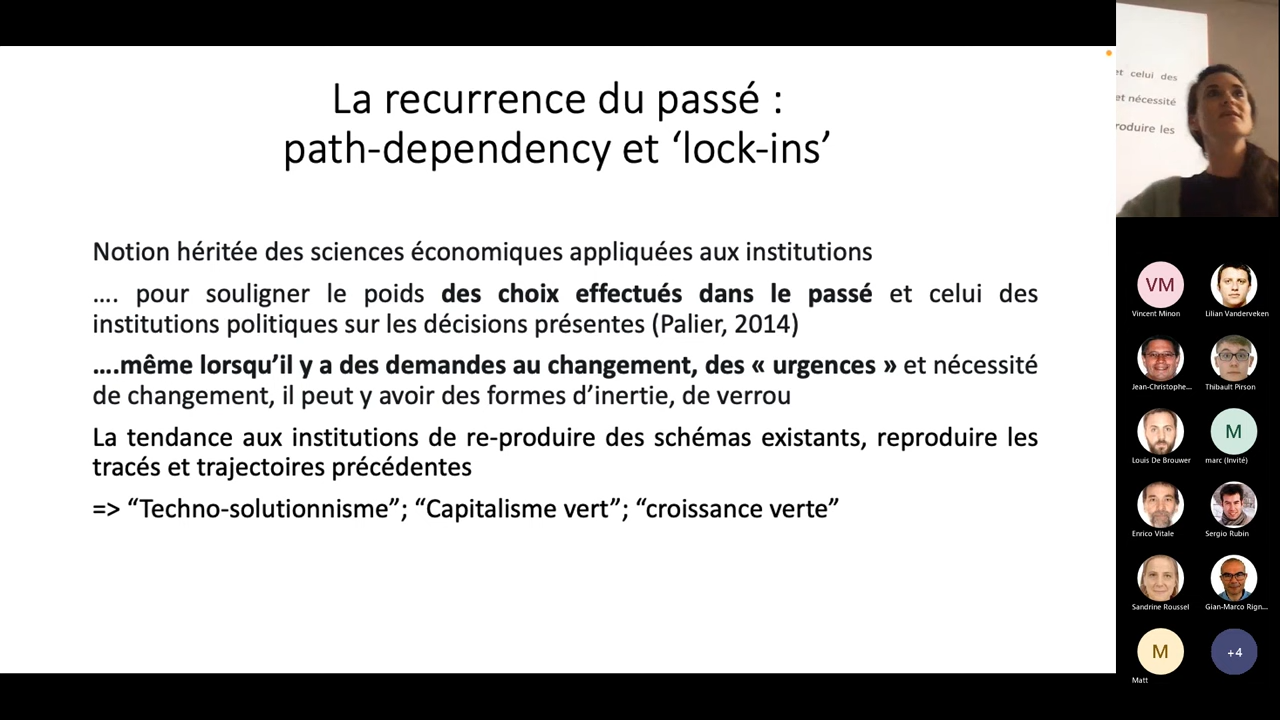 La recurrence du passé :
path-dependency et ‘lock-ins’
Notion héritée des sciences économiques appliquées aux institutions
…. pour souligner le poids des choix effectués dans le passé et celui des
institutions politiques sur les décisions présentes (Palier, 2014)
….même lorsqu’il y a des demandes au changement, des « urgences » et nécessité
de changement, il peut y avoir des formes d’inertie, de verrou
La tendance aux institutions de re-produire des schémas existants, reproduire les
tracés et trajectoires précédentes
=> “Techno-solutionnisme”; “Capitalisme vert”; “croissance verte”
et celui des
et nécessité
roduire les
VM
Vincent Minon
Lilian Vanderveken
Jean-Christophe...
Thibault Pirson
Louis De Brouwer
M
marc (Invité)
Enrico Vitale
Sergio Rubin
Sandrine Roussel
Gian-Marco Rign...
M
Matt
+4